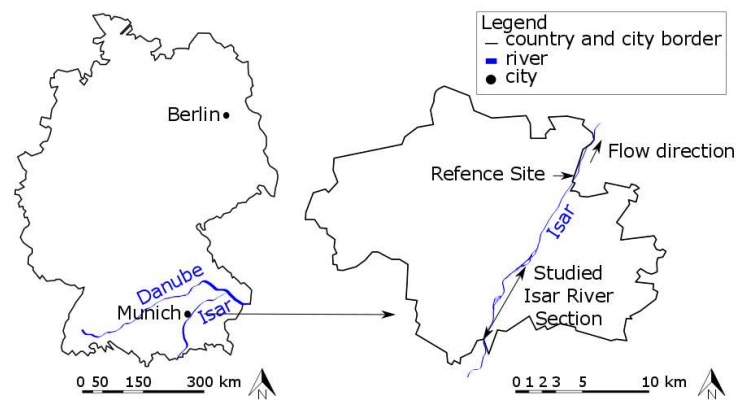 Legend
country and city border
river
city
Berlin
Danube
Munich
Isar
0 50 150 300 km
Flow direction
Refence Site
Isar
Studied
Isar River
Section
0 1 2 3 5 10 km